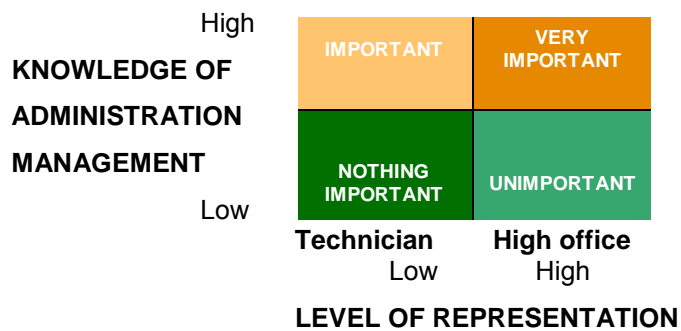 High
IMPORTANT
VERY
IMPORTANT
KNOWLEDGE OF
ADMINISTRATION
MANAGEMENT
NOTHING
IMPORTANT
UNIMPORTANT
Low
Technician
High office
Low
High
LEVEL OF REPRESENTATION